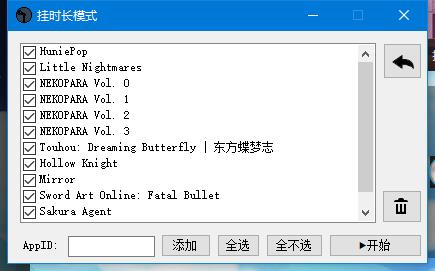 挂时长模式
HuniePop
Little Nightmares
NEKOPARA Vol. 0
NEKOPARA Vol. 1
NEKOPARA Vol. 2
NEKOPARA Vol. 3
Touhou: Dreaming Butterfly | 东方蝶梦志
Hollow Knight
Mirror
Sword Art Online: Fatal Bullet
Sakura Agent
AppID: 添加 全选 全不选 ▶开始